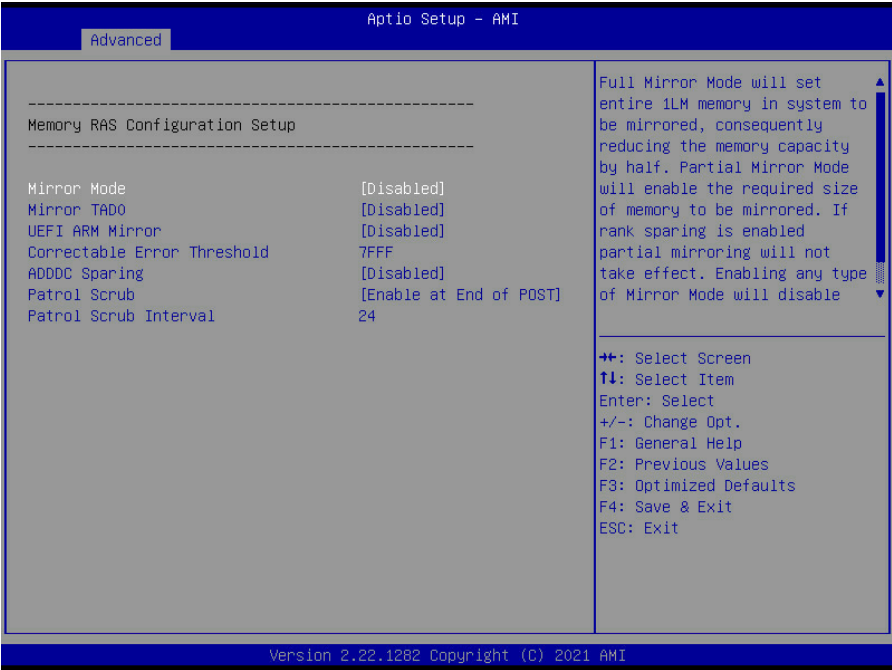 Aptio Setup – AMI
Advanced
--------------------------------------------------
Memory RAS Configuration Setup
--------------------------------------------------
Mirror Mode [Disabled]
Mirror TAD0 [Disabled]
UEFI ARM Mirror [Disabled]
Correctable Error Threshold 7FFF
ADDDC Sparing [Disabled]
Patrol Scrub [Enable at End of POST]
Patrol Scrub Interval 24
Full Mirror Mode will set
entire 1LM memory in system to
be mirrored, consequently
reducing the memory capacity
by half. Partial Mirror Mode
will enable the required size
of memory to be mirrored. If
rank sparing is enabled
partial mirroring will not
take effect. Enabling any type
of Mirror Mode will disable
→←: Select Screen
↑↓: Select Item
Enter: Select
+/-: Change Opt.
F1: General Help
F2: Previous Values
F3: Optimized Defaults
F4: Save & Exit
ESC: Exit
Version 2.22.1282 Copyright (C) 2021 AMI